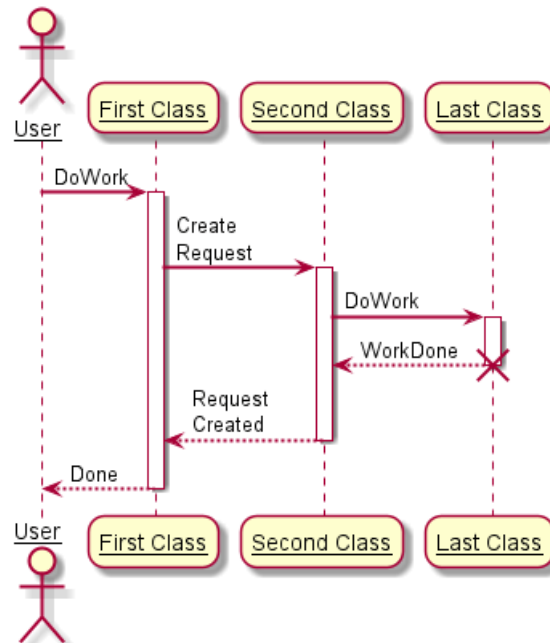 User
First Class
Second Class
Last Class
DoWork
Create
Request
DoWork
WorkDone
Request
Created
Done
User
First Class
Second Class
Last Class